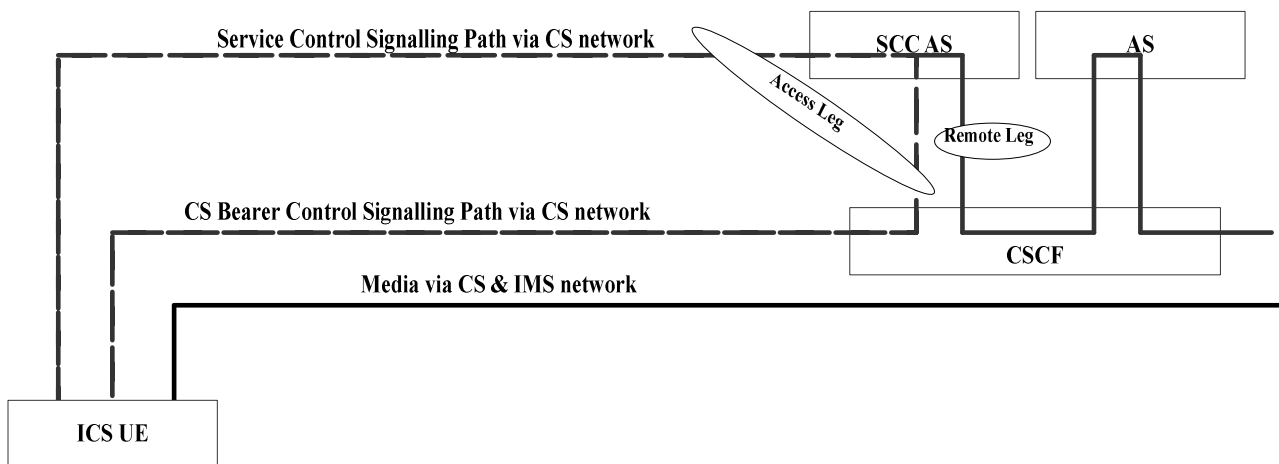 Service Control Signalling Path via CS network
SCC AS
AS
Access Leg
Remote Leg
CS Bearer Control Signalling Path via CS network
CSCF
Media via CS & IMS network
ICS UE